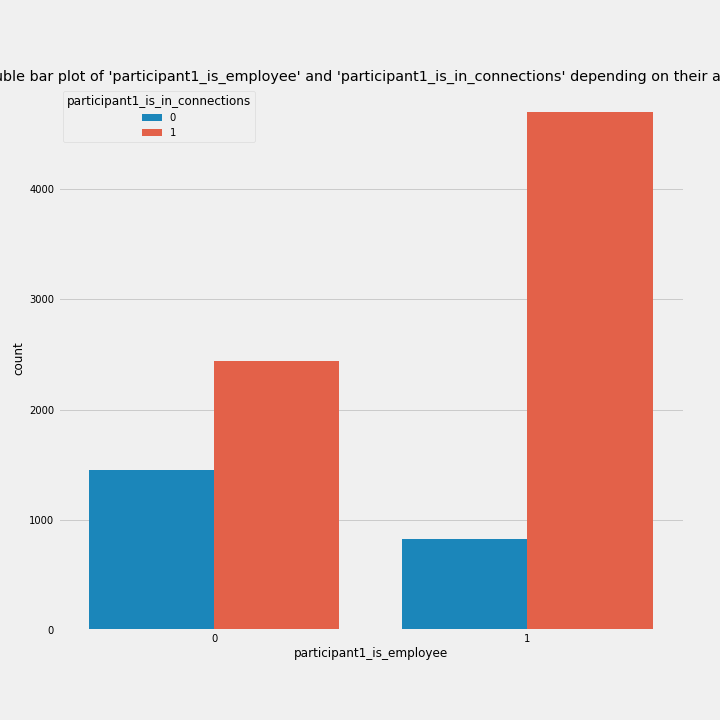 bar plot of 'participant1_is_employee' and 'participant1_is_in_connections' depending on their
participant1_is_in_connections
0
1
4000
3000
2000
1000
0
count
0
1
participant1_is_employee